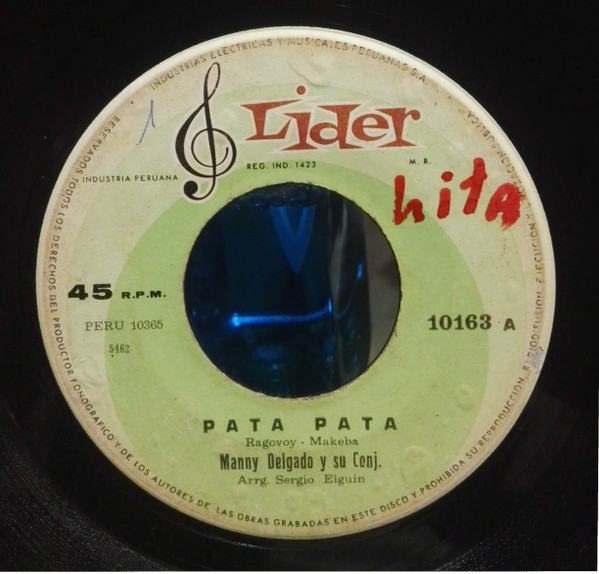 INDUSTRIAS ELECTRICAS Y MUSICALES PERUANAS S.A.
1
Lider
INDUSTRIA PERUANA
REG. IND. 1423
M. R.
hita
45 R.P.M.
PERU 10365
5462
10163 A
PATA PATA
Ragovoy - Makeba
Manny Delgado y su Conj.
Arrg. Sergio Elguin
RESERVADOS TODOS LOS DERECHOS DEL PRODUCTOR FONOGRAFICO Y DE LOS AUTORES DE LAS OBRAS GRABADAS EN ESTE DISCO Y PROHIBIDA SU REPRODUCCION, RADIODIFUSION, EJECUCION